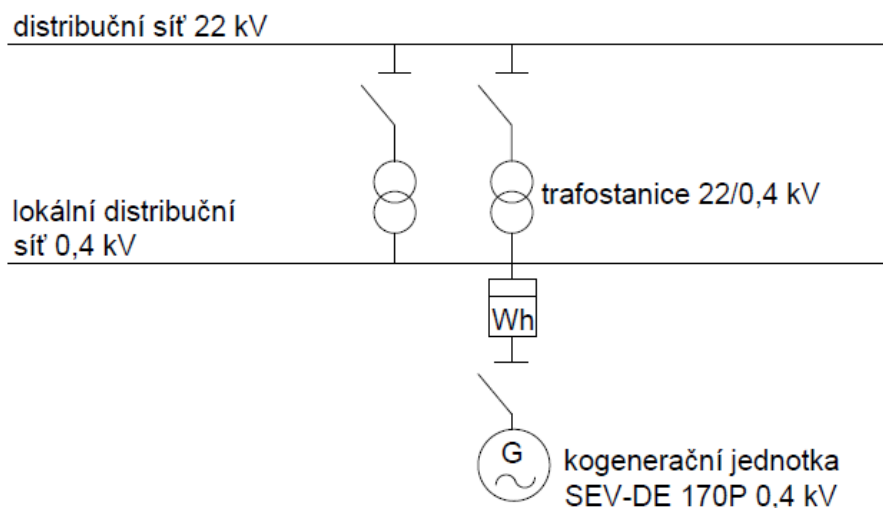 distribuční síť 22 kV
trafostanice 22/0,4 kV
lokální distribuční
síť 0,4 kV
Wh
G
kogenerační jednotka
SEV-DE 170P 0,4 kV